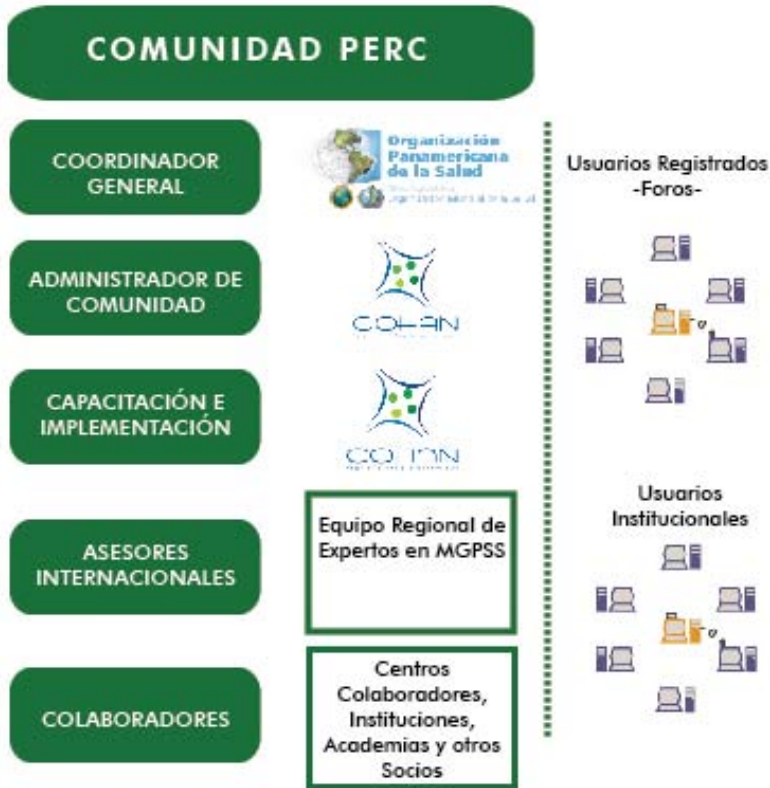 COMUNIDAD PERC
COORDINADOR
GENERAL
Organización
Panamericana
de la Salud
Usuarios Registrados
-Foros-
ADMINISTRADOR DE
COMUNIDAD
COHAN
CAPACITACIÓN E
IMPLEMENTACIÓN
COHAN
ASESORES
INTERNACIONALES
Equipo Regional de
Expertos en MGPSS
Usuarios
Institucionales
COLABORADORES
Centros
Colaboradores,
Instituciones,
Academias y otros
Socios